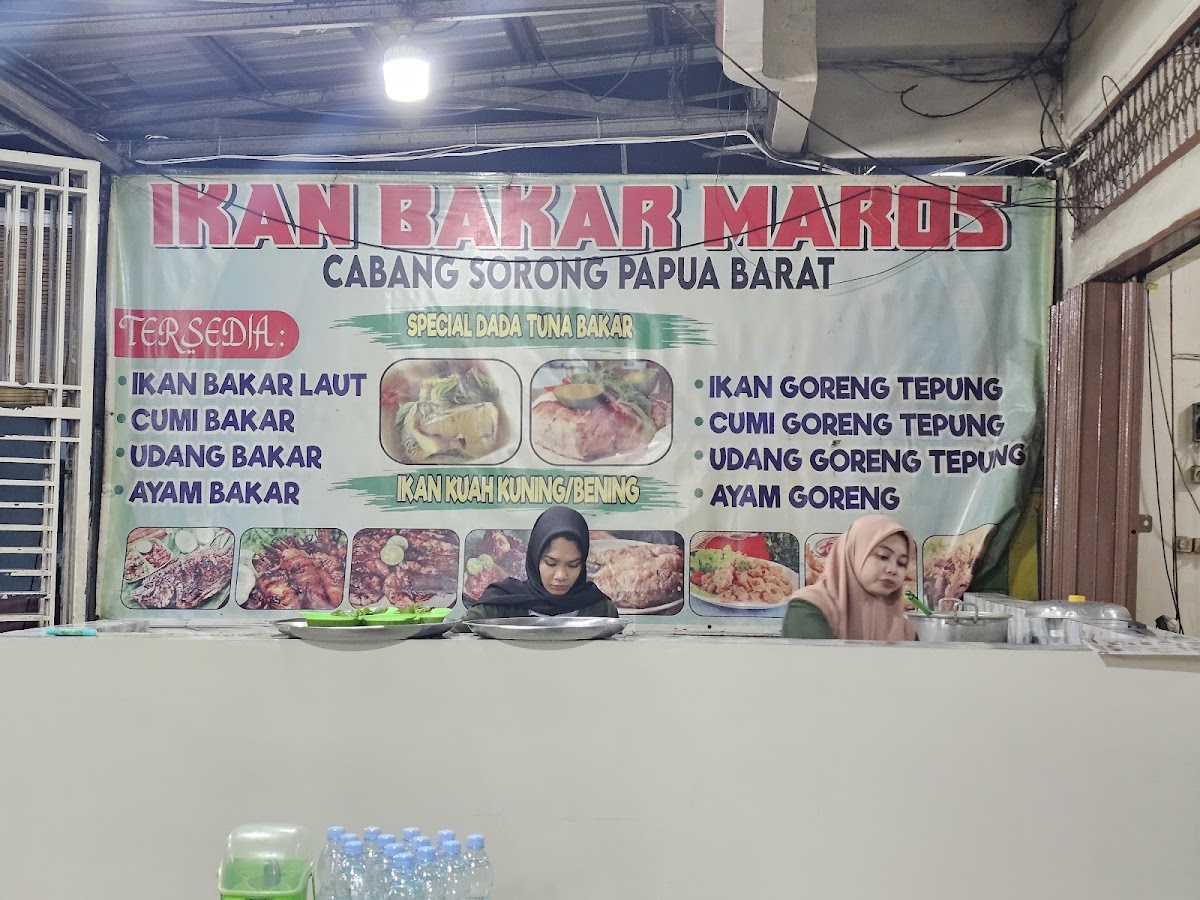 IKAN BAKAR MAROS
CABANG SORONG PAPUA BARAT
TERSEDIA :
SPECIAL DADA TUNA BAKAR
• IKAN BAKAR LAUT
• CUMI BAKAR
• UDANG BAKAR
• AYAM BAKAR
IKAN KUAH KUNING/BENING
• IKAN GORENG TEPUNG
• CUMI GORENG TEPUNG
• UDANG GORENG TEPUNG
• AYAM GORENG